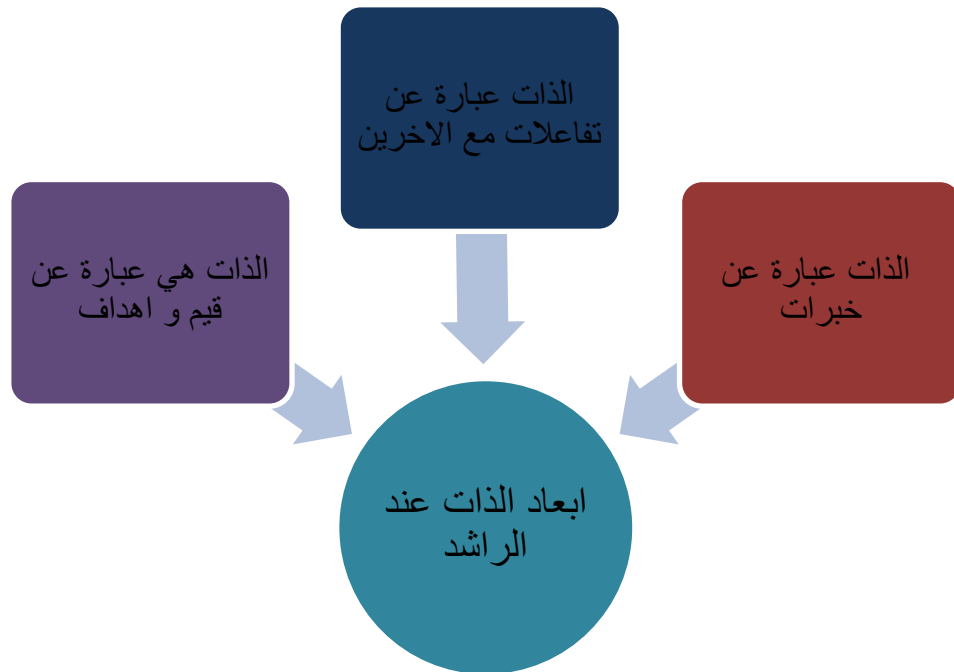 الذات عبارة عن
تفاعلات مع الاخرين
الذات عبارة عن
خبرات
الذات هي عبارة عن
قيم و اهداف
ابعاد الذات عند
الراشد